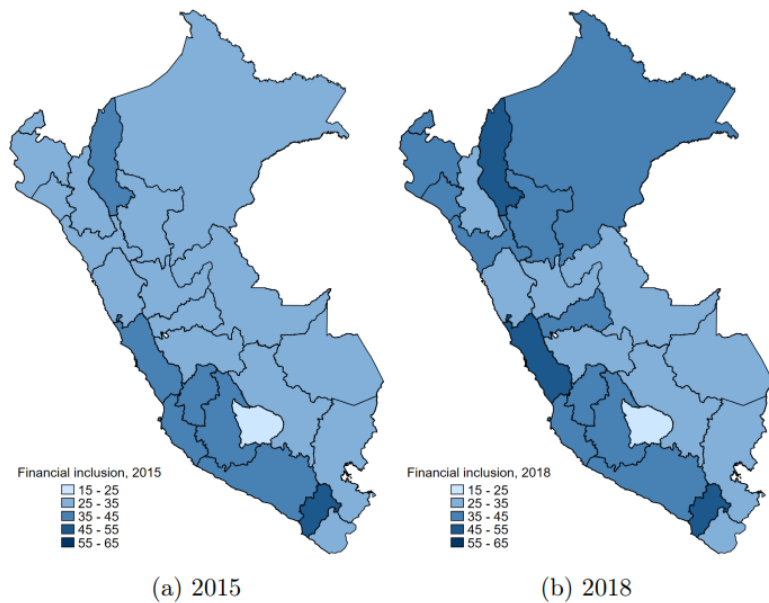 Financial inclusion, 2015
15 - 25
25 - 35
35 - 45
45 - 55
55 - 65
(a) 2015
Financial inclusion, 2018
15 - 25
25 - 35
35 - 45
45 - 55
55 - 65
(b) 2018